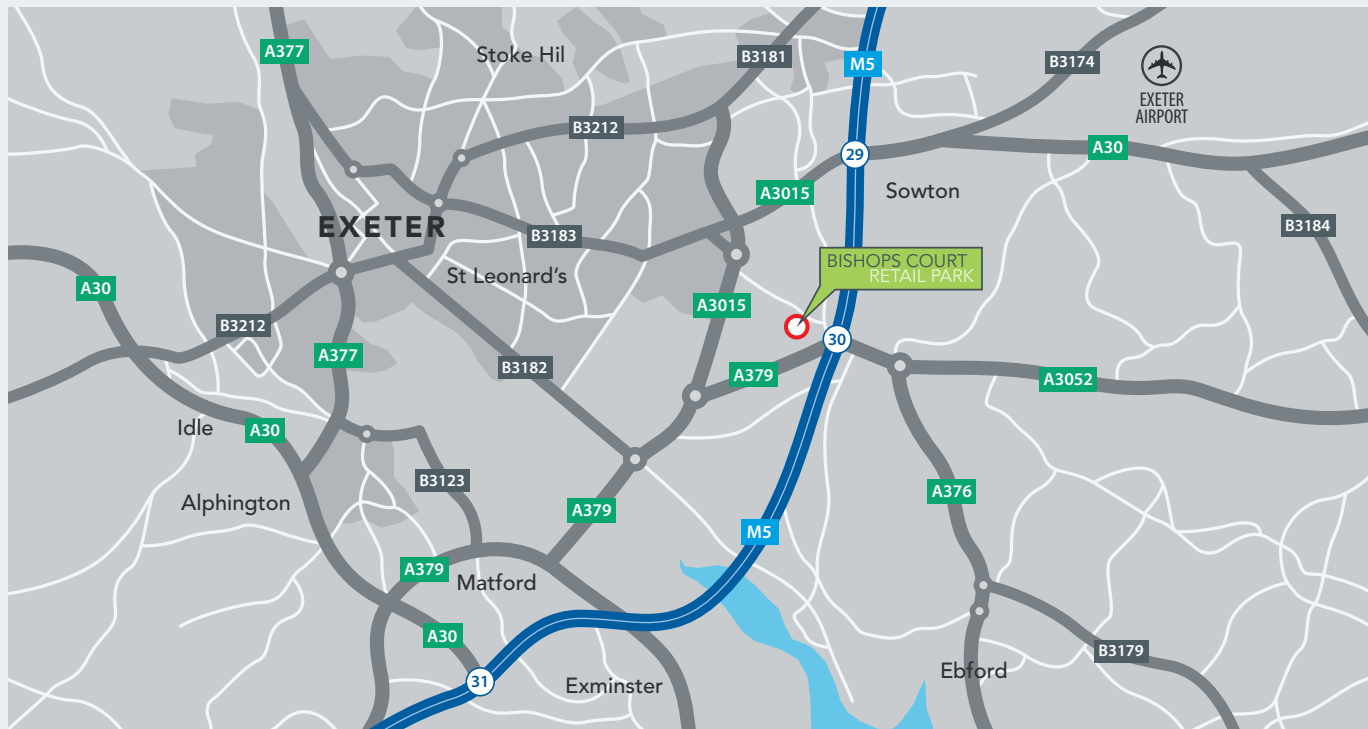 A377
Stoke Hil
B3181
M5
B3174
EXETER
AIRPORT
B3212
29
A30
A3015
Sowton
EXETER
B3183
B3184
BISHOPS COURT
RETAIL PARK
St Leonard's
A30
A3015
B3212
30
A377
B3182
A379
A3052
Idle
A30
B3123
A376
Alphington
A379
M5
A379
Matford
A30
B3179
Ebford
31
Exminster